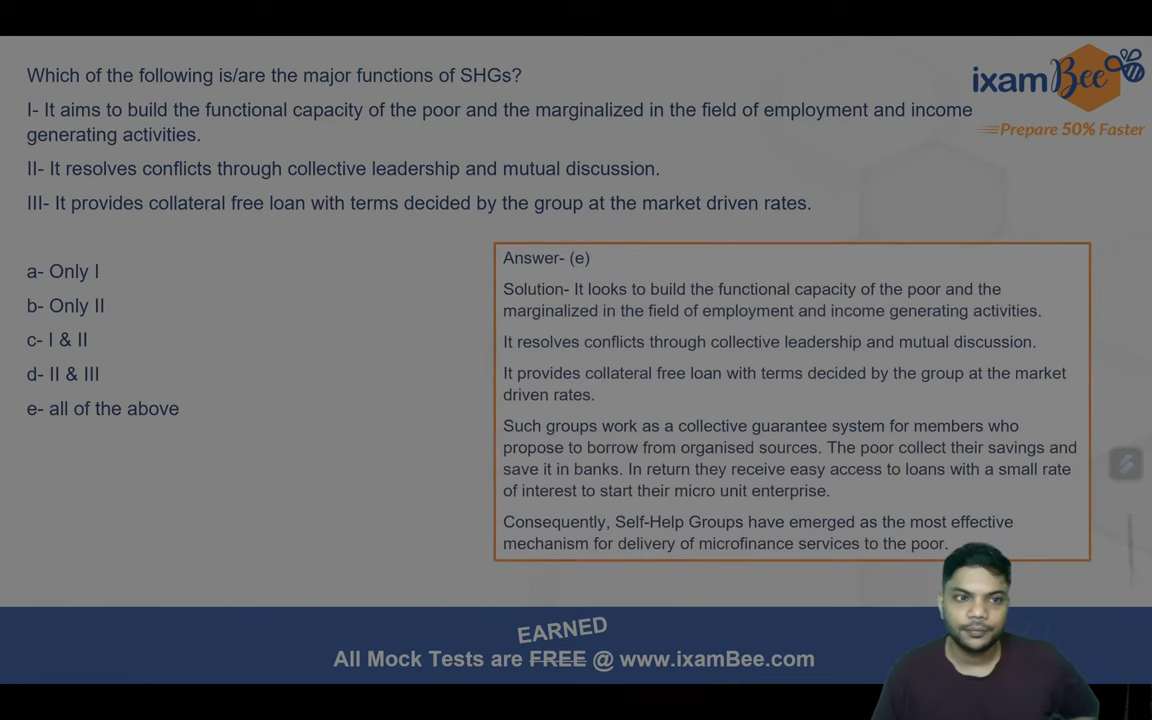 Which of the following is/are the major functions of SHGs?
I- It aims to build the functional capacity of the poor and the marginalized in the field of employment and income
generating activities.
II- It resolves conflicts through collective leadership and mutual discussion.
III- It provides collateral free loan with terms decided by the group at the market driven rates.
ixamBee
Prepare 50% Faster
a- Only I
b- Only II
c- I & II
d- II & III
e- all of the above
Answer- (e)
Solution- It looks to build the functional capacity of the poor and the
marginalized in the field of employment and income generating activities.
It resolves conflicts through collective leadership and mutual discussion.
It provides collateral free loan with terms decided by the group at the market
driven rates.
Such groups work as a collective guarantee system for members who
propose to borrow from organised sources. The poor collect their savings and
save it in banks. In return they receive easy access to loans with a small rate
of interest to start their micro unit enterprise.
Consequently, Self-Help Groups have emerged as the most effective
mechanism for delivery of microfinance services to the poor.
EARNED
All Mock Tests are FREE @ www.ixamBee.com